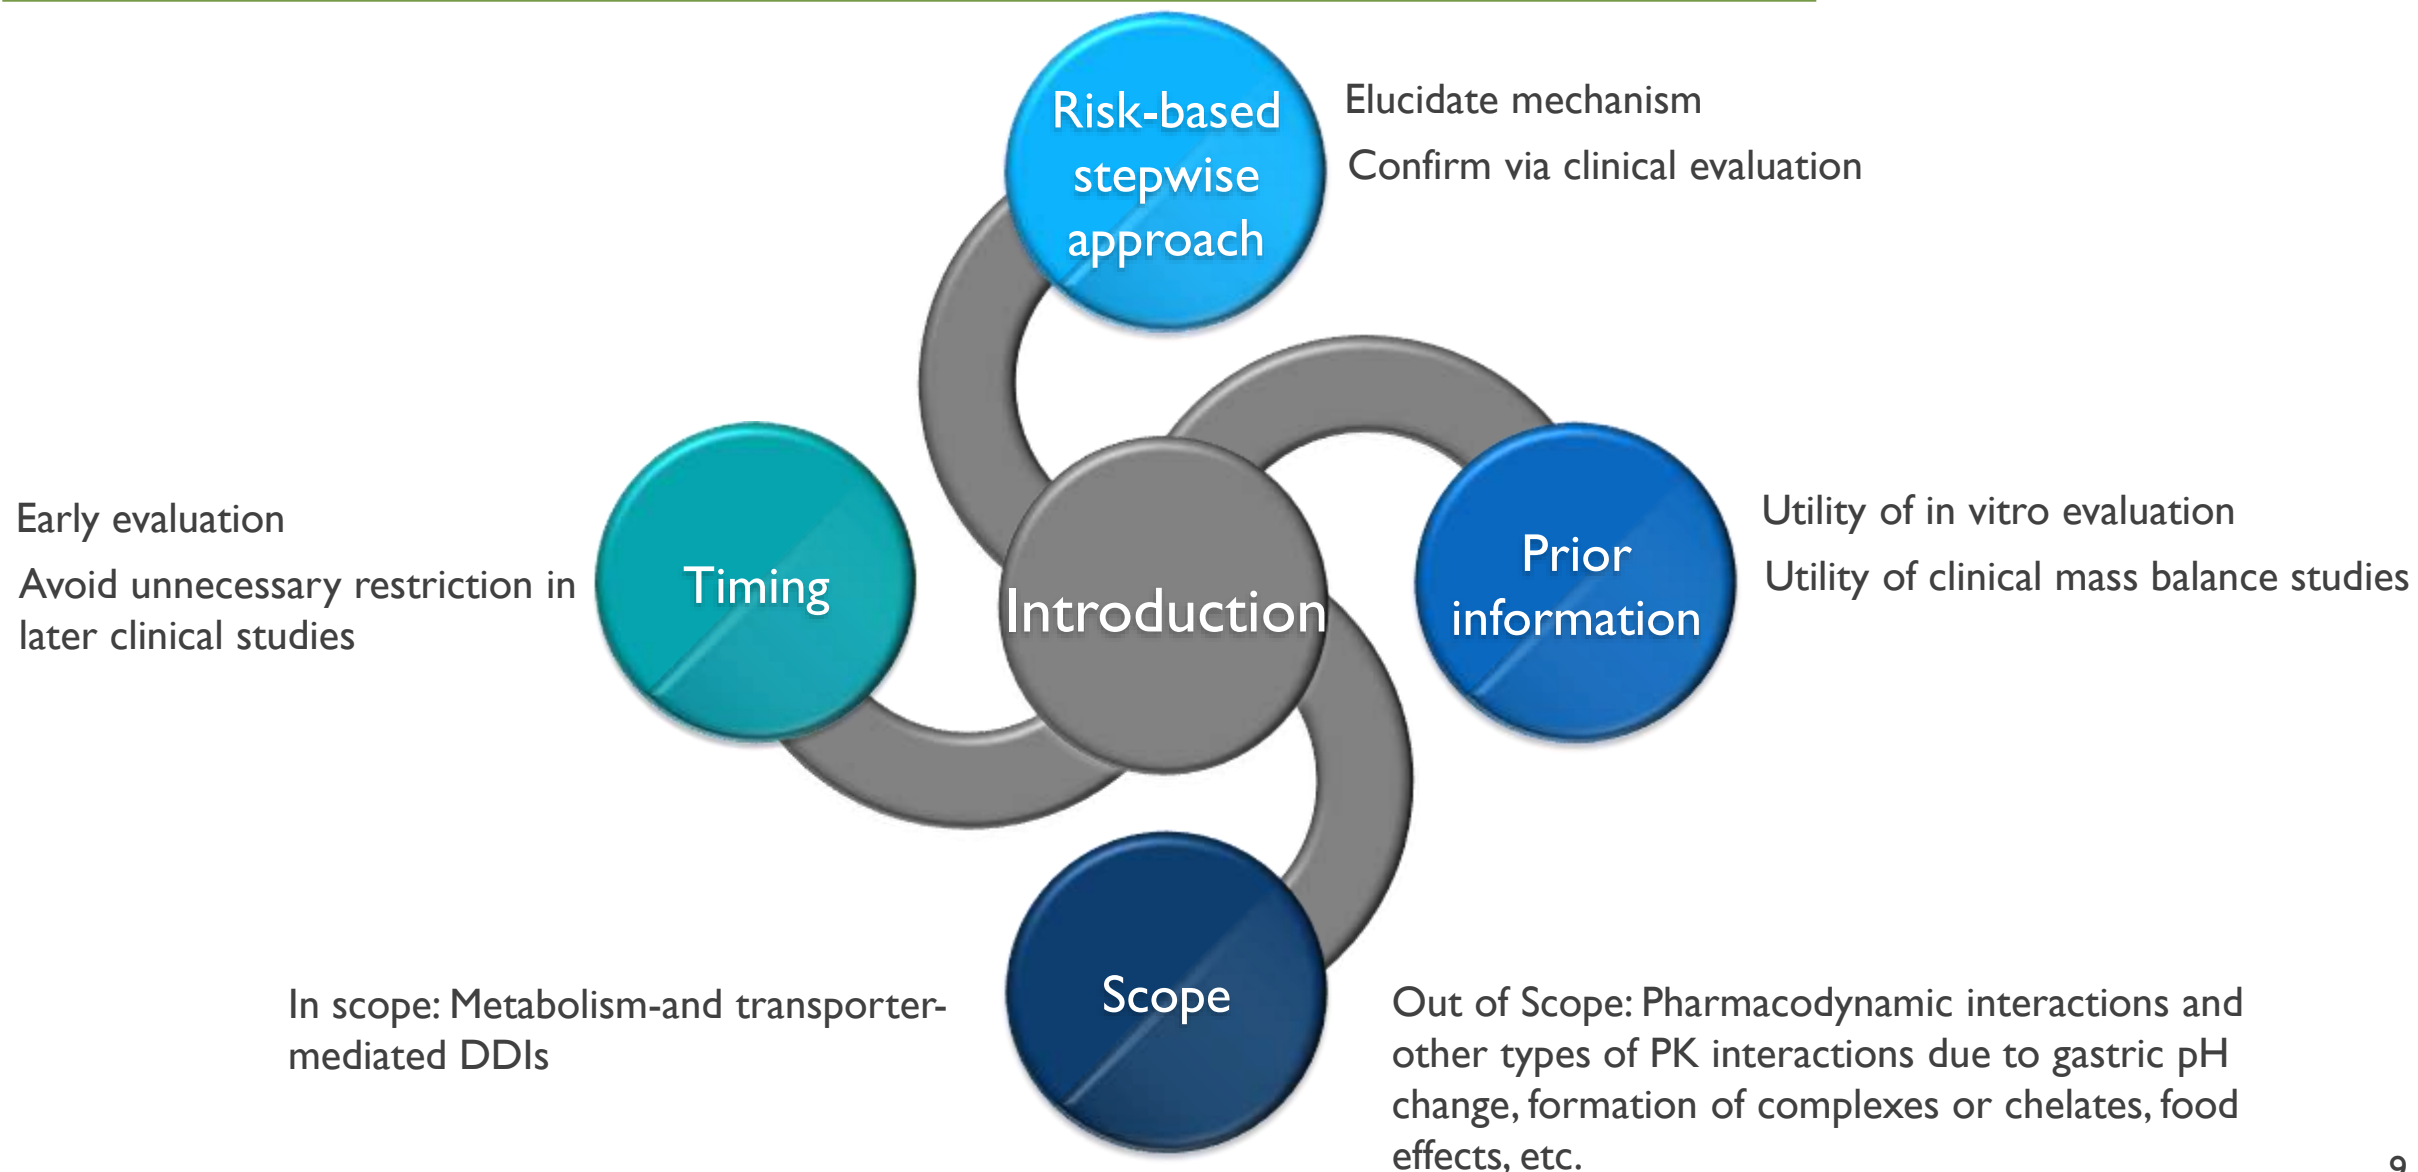 Risk-based
stepwise
approach
Elucidate mechanism
Confirm via clinical evaluation
Early evaluation
Avoid unnecessary restriction in
later clinical studies
Timing
Introduction
Prior
information
Utility of in vitro evaluation
Utility of clinical mass balance studies
In scope: Metabolism-and transporter-
mediated DDIs
Scope
Out of Scope: Pharmacodynamic interactions and
other types of PK interactions due to gastric pH
change, formation of complexes or chelates, food
effects, etc.
9